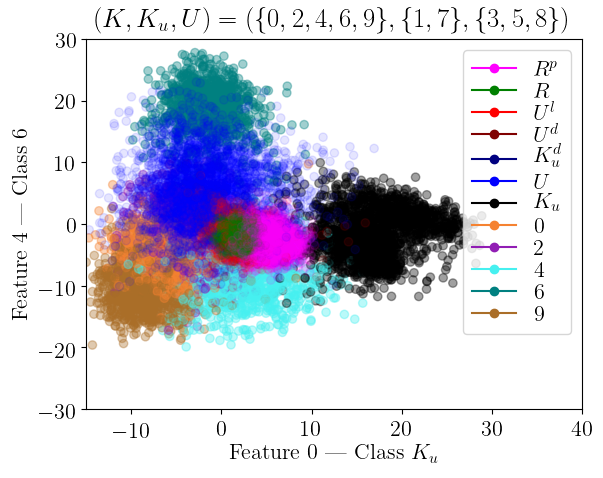 (K, K_u, U) = ({0, 2, 4, 6, 9}, {1, 7}, {3, 5, 8})
Feature 4 — Class 6
30
20
10
0
−10
−20
−30
−10
0
10
20
30
40
Feature 0 — Class K_u
R^p
R
U^l
U^d
K_u^d
U
K_u
0
2
4
6
9